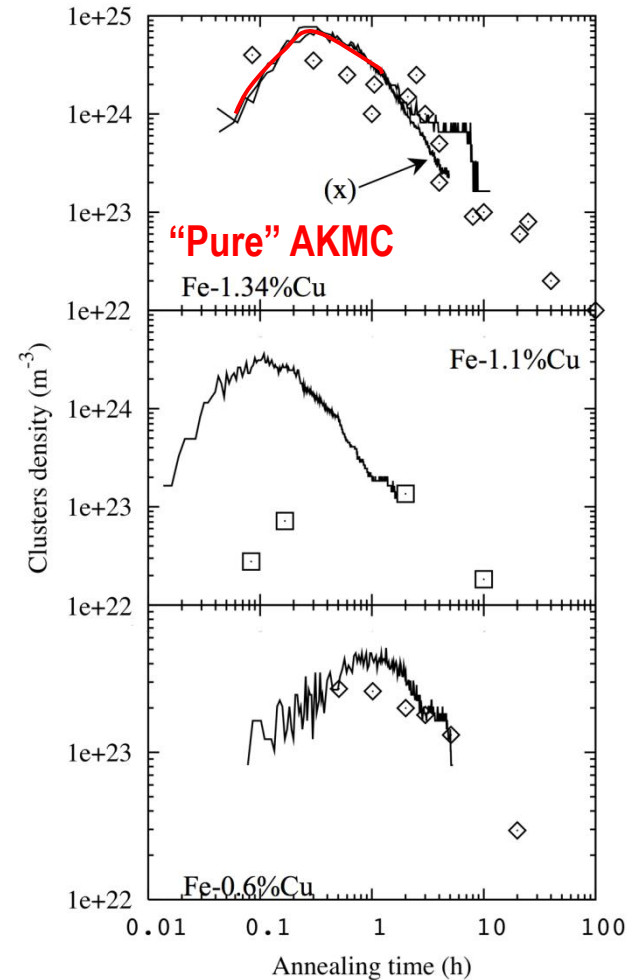 1e+25
1e+24
(x)
1e+23
“Pure” AKMC
Fe-1.34%Cu
1e+22
Fe-1.1%Cu
1e+24
Clusters density (m⁻³)
1e+23
1e+22
1e+23
Fe-0.6%Cu
1e+22
0.01 0.1 1 10 100
Annealing time (h)